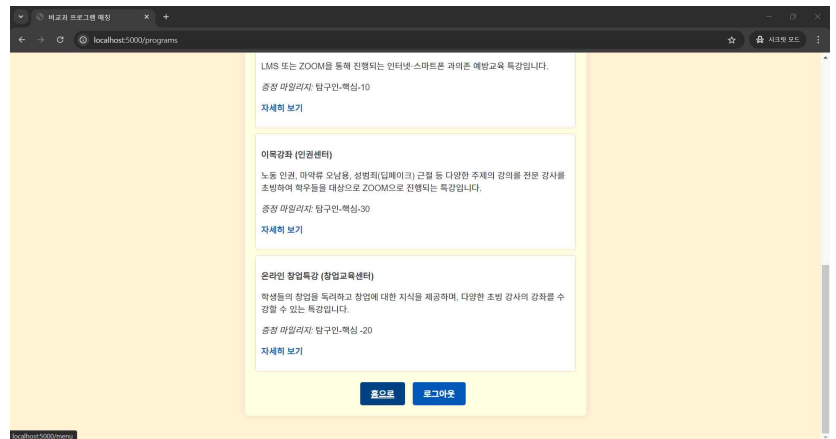 비교과 프로그램 매칭
localhost:5000/programs
시크릿 모드
LMS 또는 ZOOM을 통해 진행되는 인터넷·스마트폰 과의존 예방교육 특강입니다.
증정 마일리지: 탐구인-핵심-10
자세히 보기
이목강좌 (인권센터)
노동 인권, 마약류 오남용, 성범죄(딥페이크) 근절 등 다양한 주제의 강의를 전문 강사를
초빙하여 학우들을 대상으로 ZOOM으로 진행되는 특강입니다.
증정 마일리지: 탐구인-핵심-30
자세히 보기
온라인 창업특강 (창업교육센터)
학생들의 창업을 독려하고 창업에 대한 지식을 제공하며, 다양한 초빙 강사의 강좌를 수
강할 수 있는 특강입니다.
증정 마일리지: 탐구인-핵심 -20
자세히 보기
홈으로 로그아웃
localhost:5000/menu